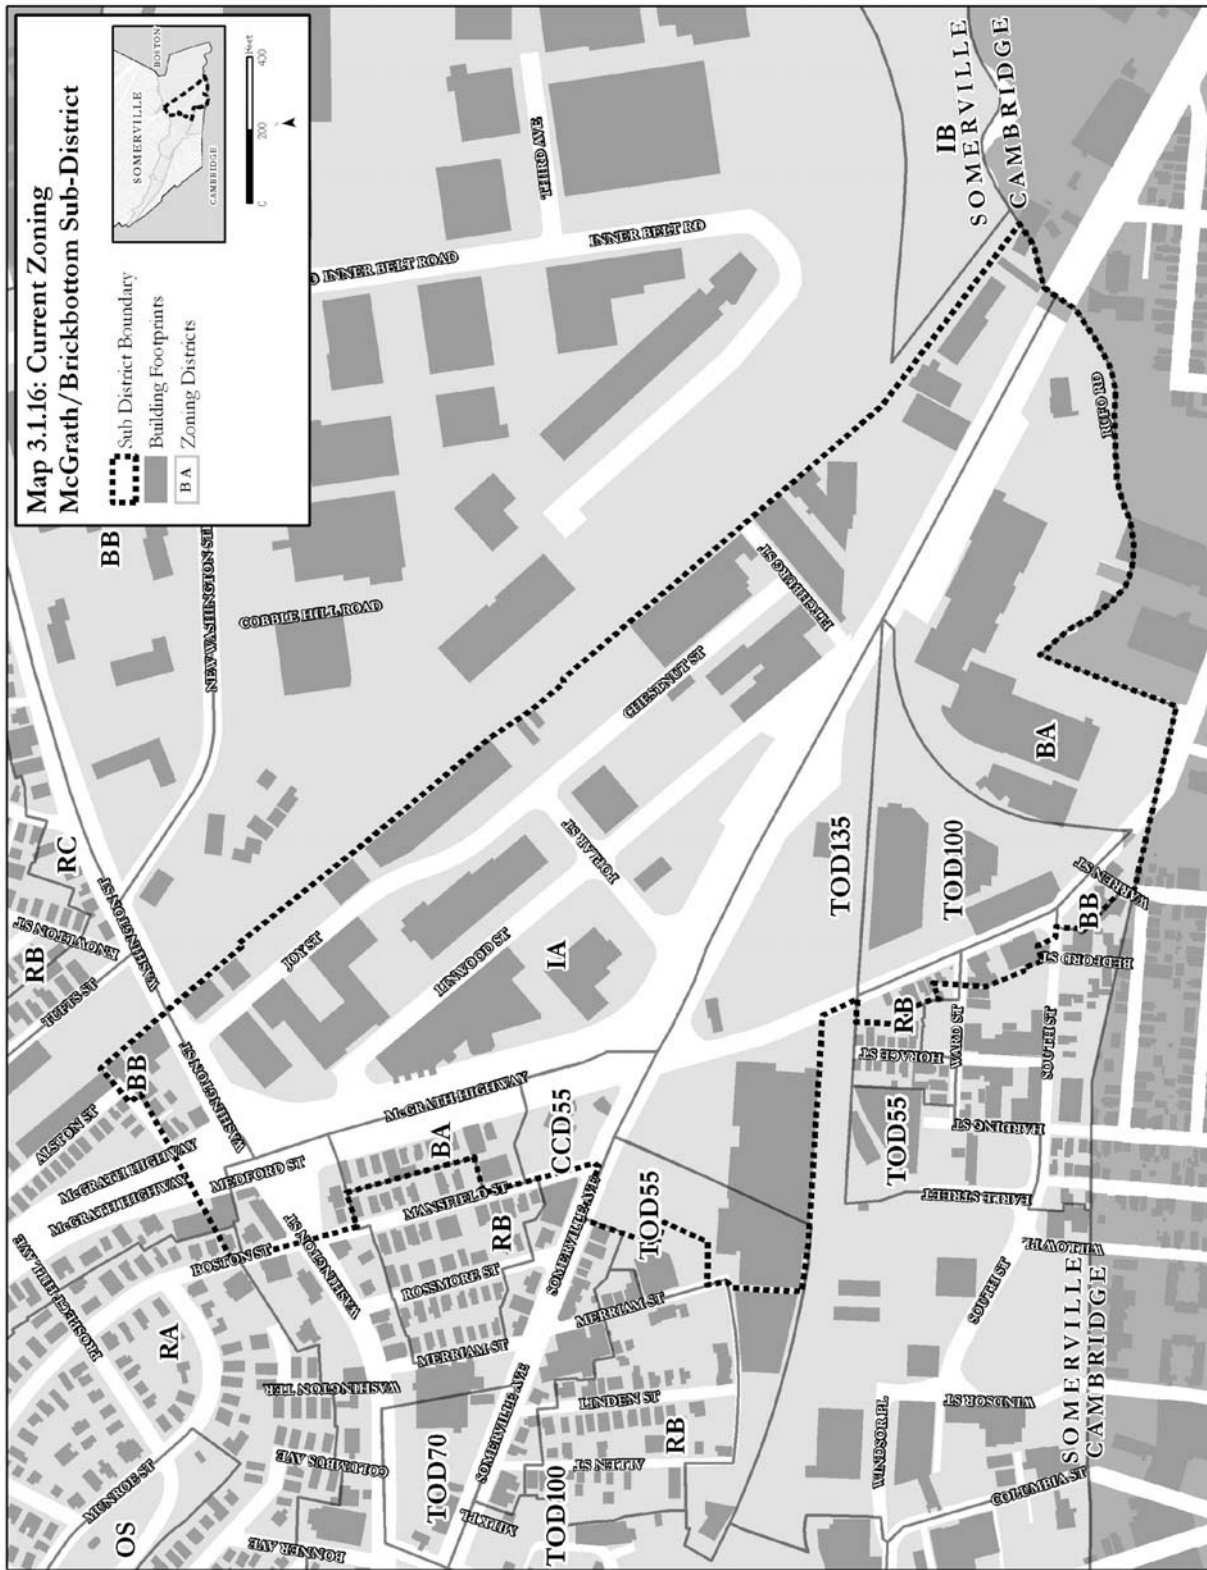 Map 3.1.16: Current Zoning
McGrath/Brickbottom Sub-District
Sub District Boundary
Building Footprints
B A
Zoning Districts
SOMERVILLE
BOSTON
CAMBRIDGE
0
200
400
Feet
OS
MUNROE ST
BONNER AVE
COLUMBUS AVE
PROSPECT HILL AVE
RA
WASHINGTON TER
BOSTON ST
McGRATH HIGHWAY
McGRATH HIGHWAY
ALSTON ST
BB
MEDFORD ST
WASHINGTON ST
WASHINGTON ST
WASHINGTON ST
WASHINGTON ST
TUFTS ST
RB
KNOWLTON ST
RC
BB
NEW WASHINGTON ST
COBBLE HILL ROAD
INNER BELT ROAD
INNER BELT RD
THIRD AVE
TOD70
MERRIAM ST
ROSSMORE ST
RB
MANSFIELD ST
BA
McGRATH HIGHWAY
JOY ST
LINWOOD ST
IA
POPLAR ST
CHESTNUT ST
FITCHBURG ST
SOMERVILLE AVE
SOMERVILLE AVE
CCD55
MILK PL
TOD100
ALLEN ST
LINDEN ST
RB
MERRIAM ST
TOD55
IB
SOMERVILLE
CAMBRIDGE
TOD135
TOD100
BA
RUFO RD
TOD55
HORACE ST
RB
WARD ST
SOUTH ST
BEDFORD ST
BB
WARREN ST
HARDING ST
EARLE STREET
WILLOW PL
SOUTH ST
WINDSOR PL
WINDSOR ST
COLUMBIA ST
SOMERVILLE
CAMBRIDGE